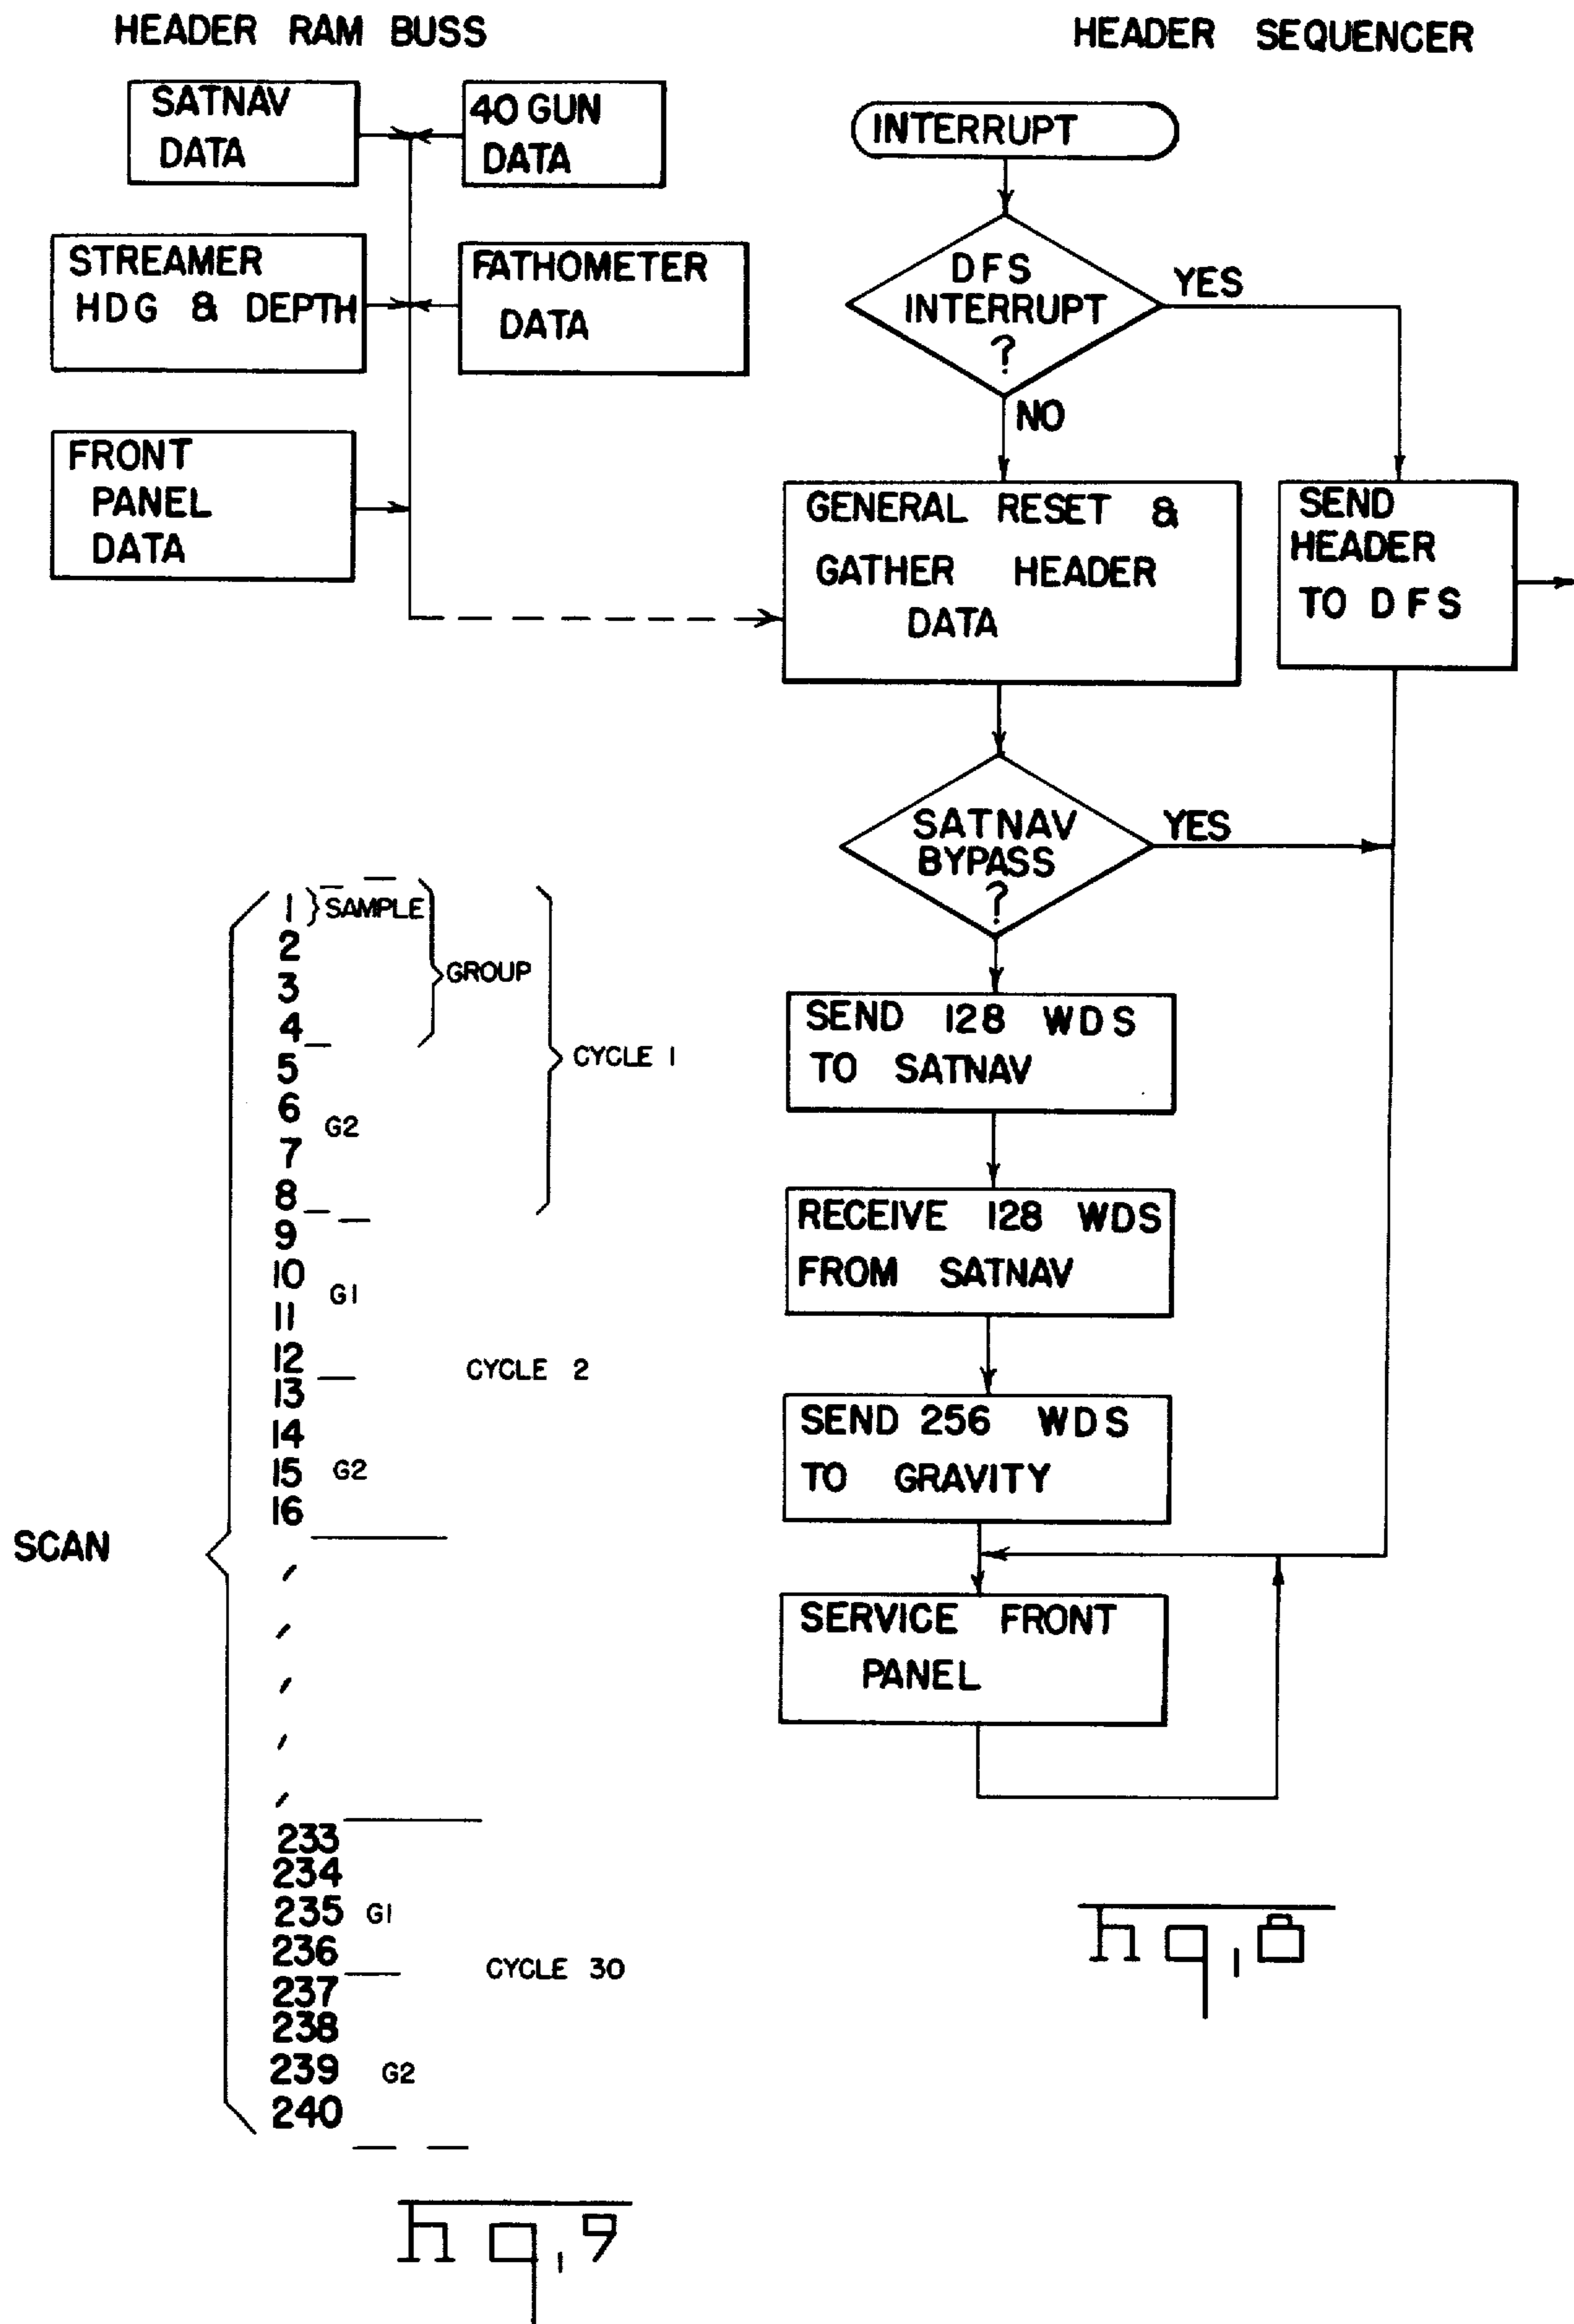 HEADER RAM BUSS
SATNAV
DATA
40 GUN
DATA
STREAMER
HDG & DEPTH
FATHOMETER
DATA
FRONT
PANEL
DATA
HEADER SEQUENCER
INTERRUPT
DFS
INTERRUPT
?
YES
NO
GENERAL RESET &
GATHER HEADER
DATA
SEND
HEADER
TO DFS
SATNAV
BYPASS
?
YES
SEND 128 WDS
TO SATNAV
RECEIVE 128 WDS
FROM SATNAV
SEND 256 WDS
TO GRAVITY
SERVICE FRONT
PANEL
Fig. 8
SCAN
1 SAMPLE
2
3 GROUP
4
5 CYCLE 1
6
G2
7
8
9
10
G1
11
12 CYCLE 2
13
14
15 G2
16
233
234
235 G1
236 CYCLE 30
237
238
239 G2
240
Fig. 9